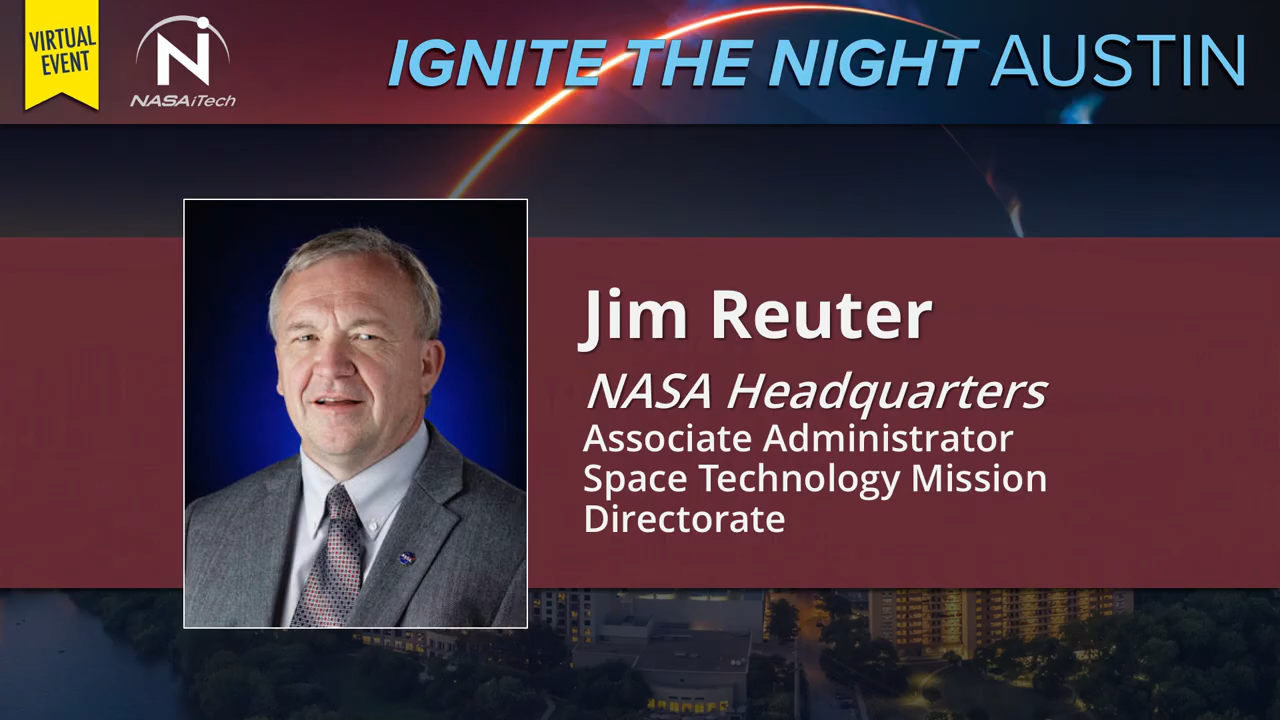 VIRTUAL
EVENT
NASAiTech
IGNITE THE NIGHT AUSTIN
Jim Reuter
NASA Headquarters
Associate Administrator
Space Technology Mission
Directorate